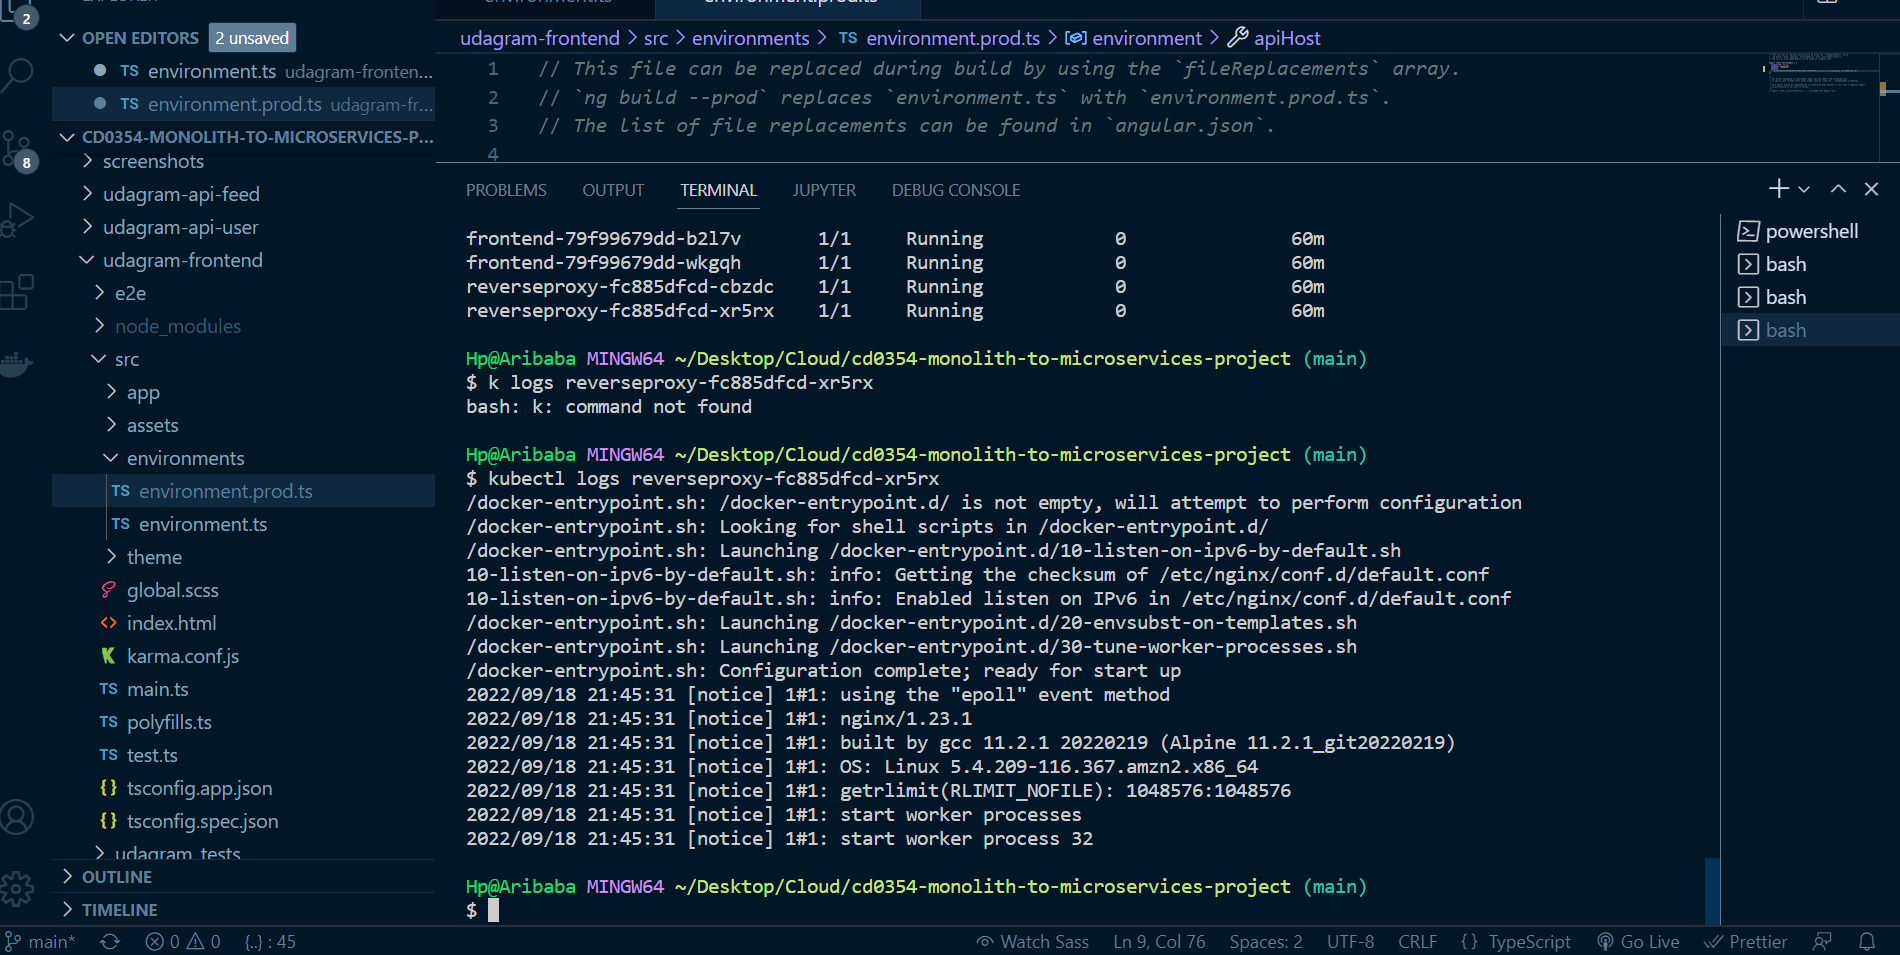 2
EXPLORER
OPEN EDITORS 2 unsaved
TS environment.ts udagram-fronten...
TS environment.prod.ts udagram-fr...
CD0354-MONOLITH-TO-MICROSERVICES-P...
8
screenshots
udagram-api-feed
udagram-api-user
udagram-frontend
e2e
node_modules
src
app
assets
environments
TS environment.prod.ts
TS environment.ts
theme
global.scss
index.html
karma.conf.js
TS main.ts
TS polyfills.ts
TS test.ts
{} tsconfig.app.json
{} tsconfig.spec.json
udagram tests
OUTLINE
TIMELINE
environment.ts
environment.prod.ts
udagram-frontend > src > environments > TS environment.prod.ts > environment > apiHost
1 // This file can be replaced during build by using the `fileReplacements` array.
2 // `ng build --prod` replaces `environment.ts` with `environment.prod.ts`.
3 // The list of file replacements can be found in `angular.json`.
4
PROBLEMS OUTPUT TERMINAL JUPYTER DEBUG CONSOLE
frontend-79f99679dd-b2l7v 1/1 Running 0 60m
frontend-79f99679dd-wkgqh 1/1 Running 0 60m
reverseproxy-fc885dfcd-cbzdc 1/1 Running 0 60m
reverseproxy-fc885dfcd-xr5rx 1/1 Running 0 60m
Hp@Aribaba MINGW64 ~/Desktop/Cloud/cd0354-monolith-to-microservices-project (main)
$ k logs reverseproxy-fc885dfcd-xr5rx
bash: k: command not found
Hp@Aribaba MINGW64 ~/Desktop/Cloud/cd0354-monolith-to-microservices-project (main)
$ kubectl logs reverseproxy-fc885dfcd-xr5rx
/docker-entrypoint.sh: /docker-entrypoint.d/ is not empty, will attempt to perform configuration
/docker-entrypoint.sh: Looking for shell scripts in /docker-entrypoint.d/
/docker-entrypoint.sh: Launching /docker-entrypoint.d/10-listen-on-ipv6-by-default.sh
10-listen-on-ipv6-by-default.sh: info: Getting the checksum of /etc/nginx/conf.d/default.conf
10-listen-on-ipv6-by-default.sh: info: Enabled listen on IPv6 in /etc/nginx/conf.d/default.conf
/docker-entrypoint.sh: Launching /docker-entrypoint.d/20-envsubst-on-templates.sh
/docker-entrypoint.sh: Launching /docker-entrypoint.d/30-tune-worker-processes.sh
/docker-entrypoint.sh: Configuration complete; ready for start up
2022/09/18 21:45:31 [notice] 1#1: using the "epoll" event method
2022/09/18 21:45:31 [notice] 1#1: nginx/1.23.1
2022/09/18 21:45:31 [notice] 1#1: built by gcc 11.2.1 20220219 (Alpine 11.2.1_git20220219)
2022/09/18 21:45:31 [notice] 1#1: OS: Linux 5.4.209-116.367.amzn2.x86_64
2022/09/18 21:45:31 [notice] 1#1: getrlimit(RLIMIT_NOFILE): 1048576:1048576
2022/09/18 21:45:31 [notice] 1#1: start worker processes
2022/09/18 21:45:31 [notice] 1#1: start worker process 32
Hp@Aribaba MINGW64 ~/Desktop/Cloud/cd0354-monolith-to-microservices-project (main)
$
powershell
bash
bash
bash
main* 0 0 {..} : 45 Watch Sass Ln 9, Col 76 Spaces: 2 UTF-8 CRLF {} TypeScript Go Live Prettier